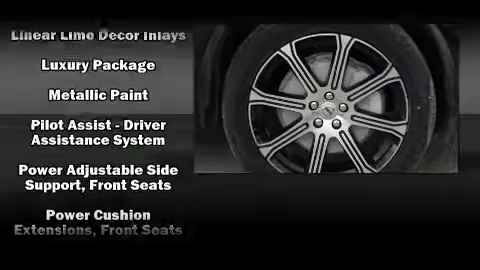 Linear Lime Decor Inlays
Luxury Package
Metallic Paint
Pilot Assist - Driver
Assistance System
Power Adjustable Side
Support, Front Seats
Power Cushion
Extensions, Front Seats